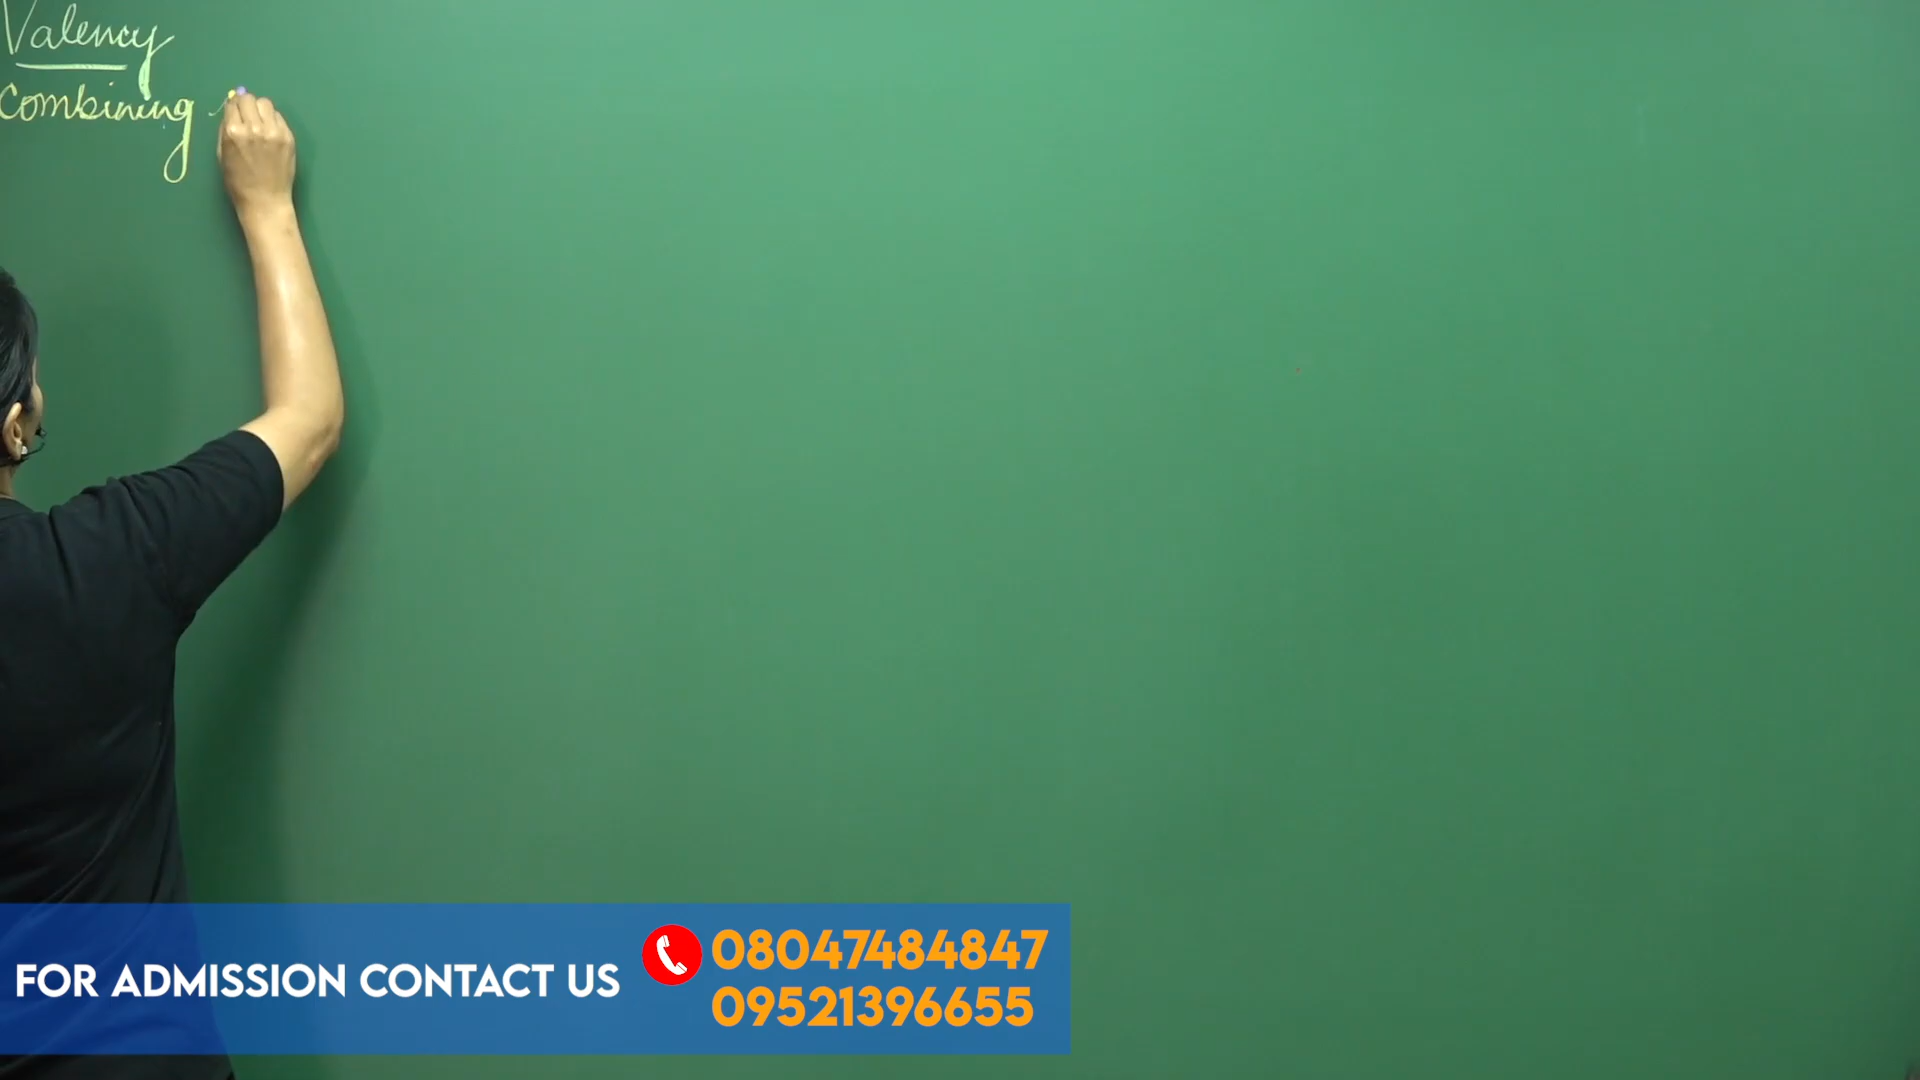 Valency
Combining
FOR ADMISSION CONTACT US
08047484847
09521396655